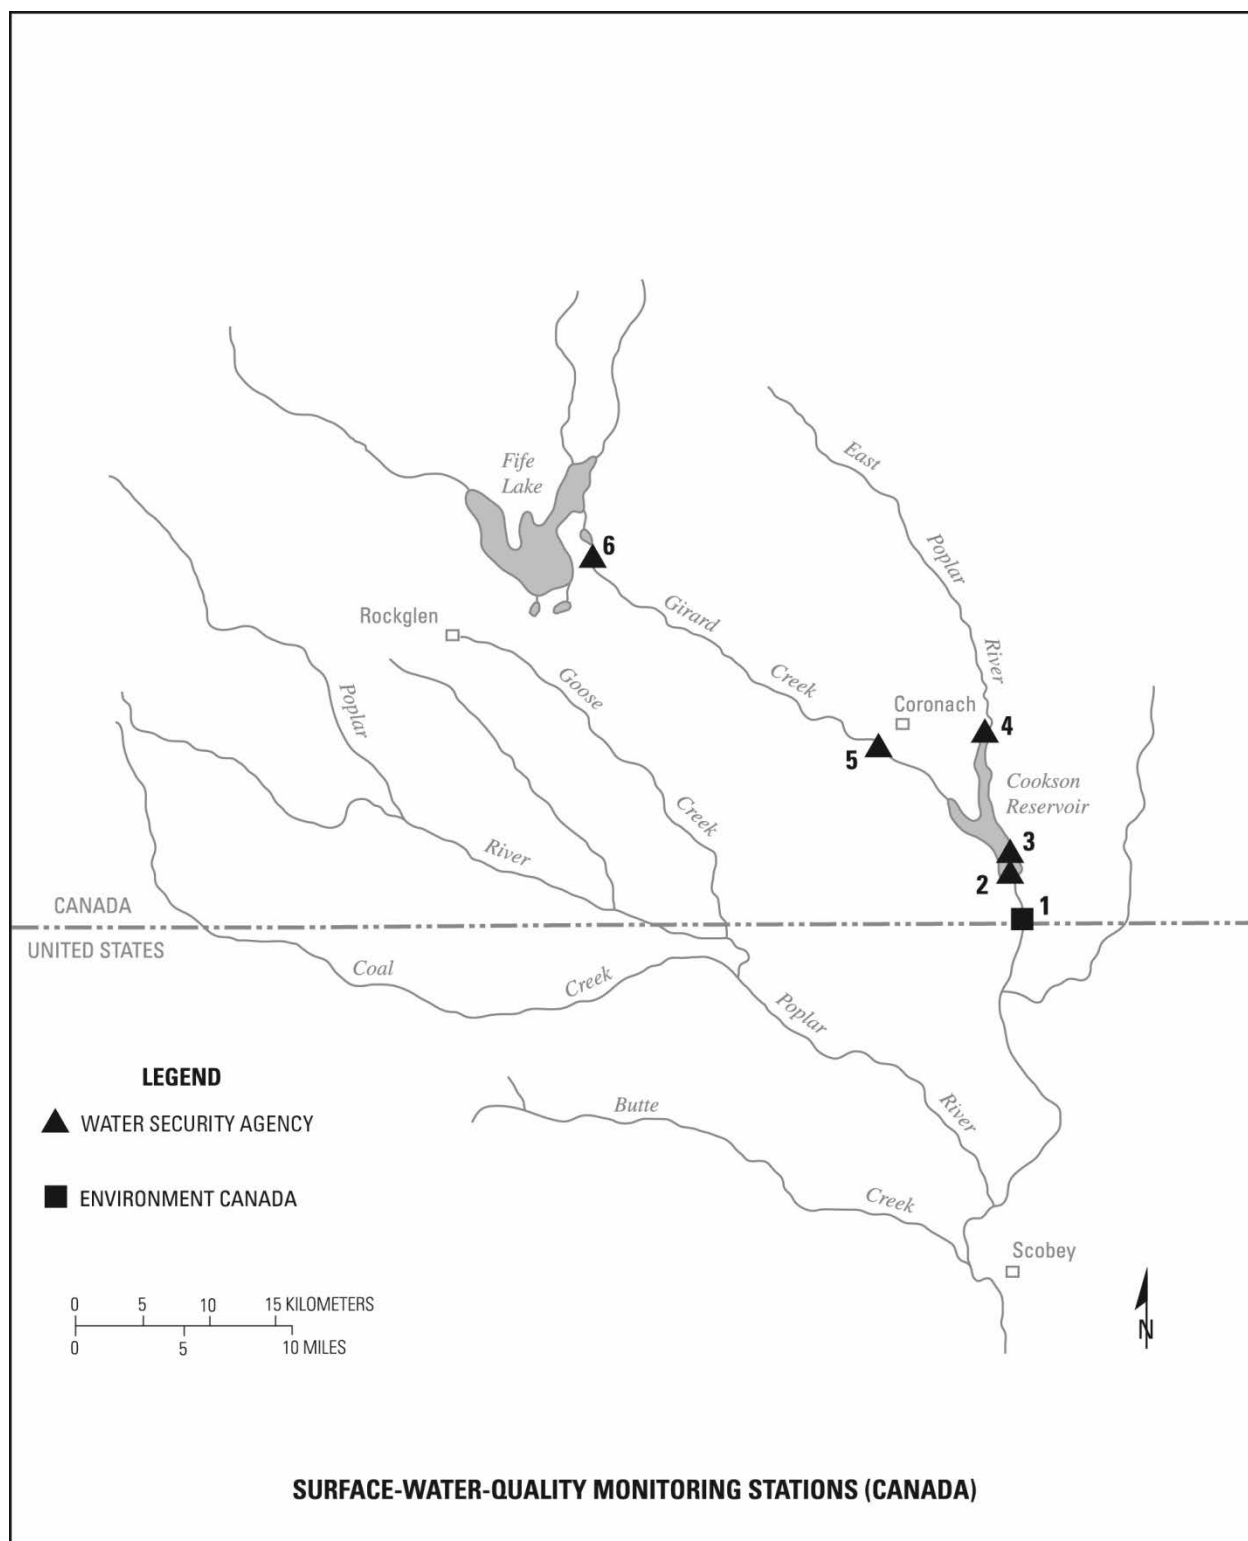 Fife
Lake
East
Poplar
River
6
Girard
Creek
Rockglen
Goose
Creek
Poplar
River
Coronach
4
5
Cookson
Reservoir
3
2
1
CANADA
UNITED STATES
Coal
Creek
Poplar
River
Butte
Creek
Scobey
LEGEND
WATER SECURITY AGENCY
ENVIRONMENT CANADA
0 5 10 15 KILOMETERS
0 5 10 MILES
N
SURFACE-WATER-QUALITY MONITORING STATIONS (CANADA)